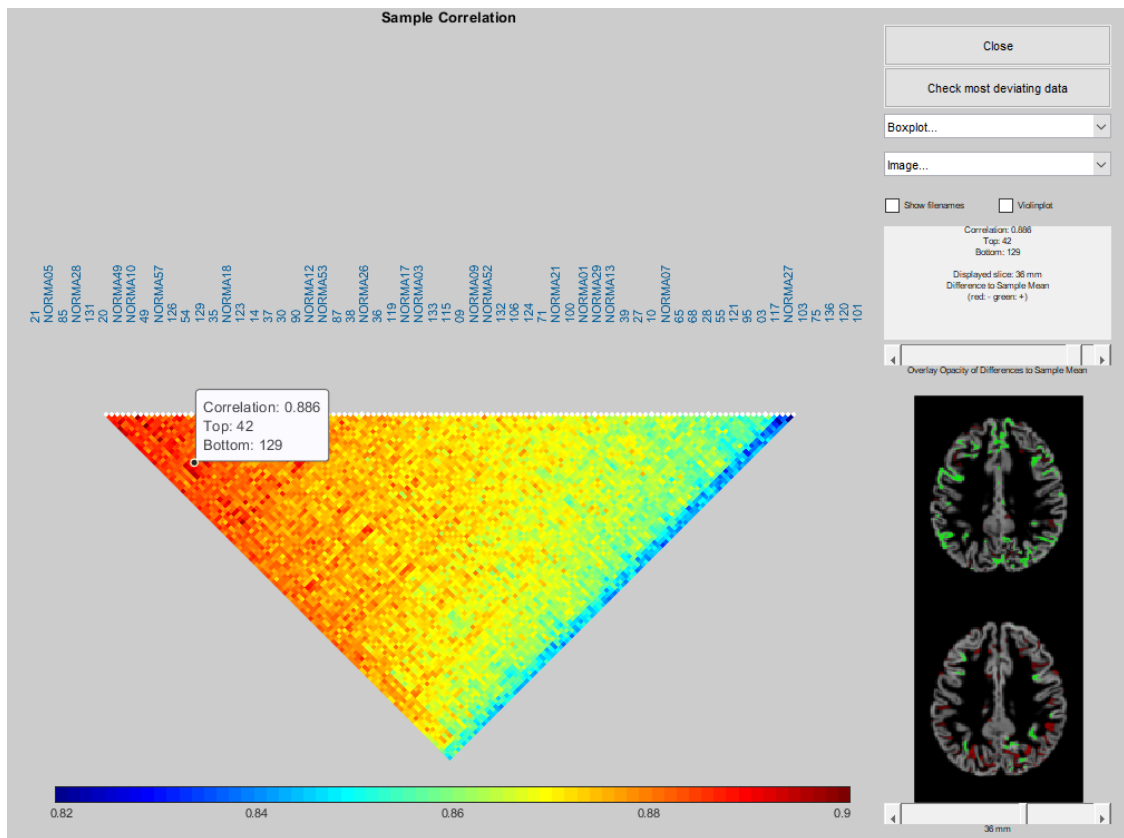 Sample Correlation
Close
Check most deviating data
Boxplot...
Image...
Show filenames
Violinplot
Correlation: 0.886
Top: 42
Bottom: 129
Displayed slice: 36 mm
Difference to Sample Mean
(red: - green: +)
Overlay Opacity of Differences to Sample Mean
21
NORMA05
85
NORMA28
131
20
NORMA49
NORMA10
49
NORMA57
126
54
129
35
NORMA18
123
14
37
30
90
NORMA12
NORMA53
87
38
NORMA26
36
119
NORMA17
NORMA03
133
115
09
NORMA09
NORMA52
132
106
124
71
NORMA21
100
NORMA01
NORMA29
NORMA13
39
27
10
NORMA07
65
68
28
55
121
95
03
117
NORMA27
103
75
136
120
101
Correlation: 0.886
Top: 42
Bottom: 129
0.82
0.84
0.86
0.88
0.9
36 mm